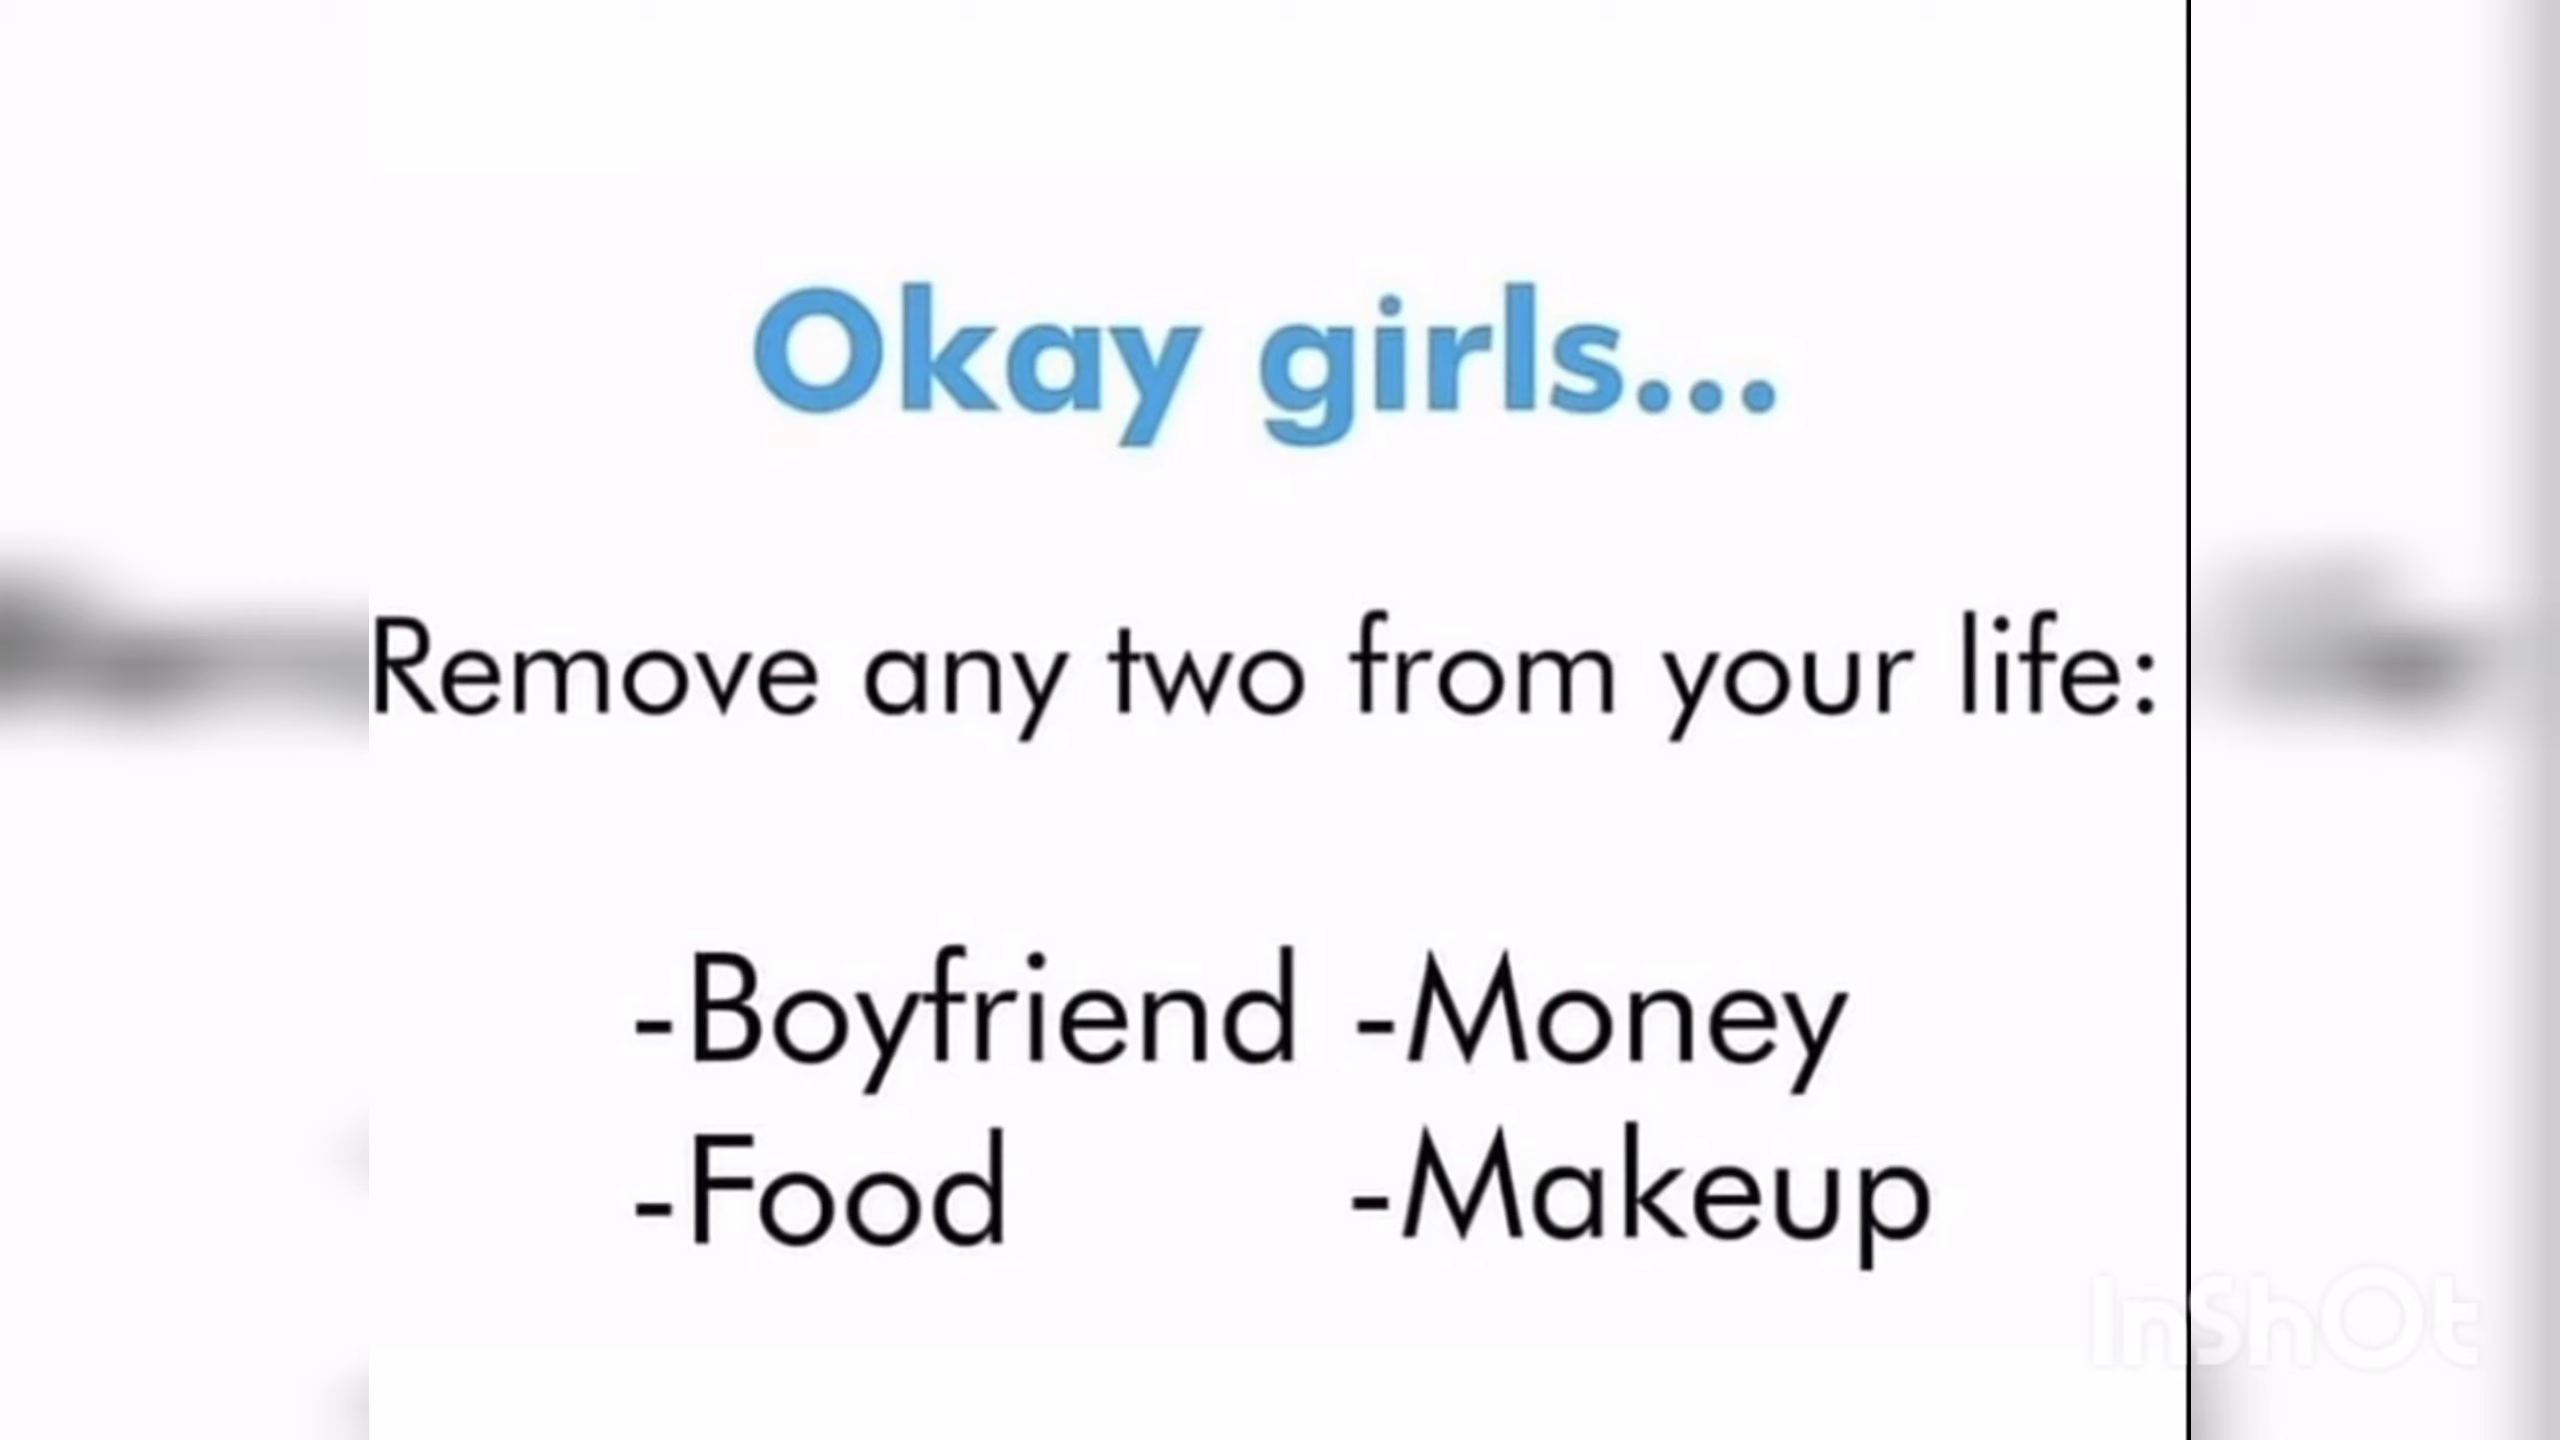 Okay girls...
Remove any two from your life:
-Boyfriend -Money
-Food -Makeup
InShOt